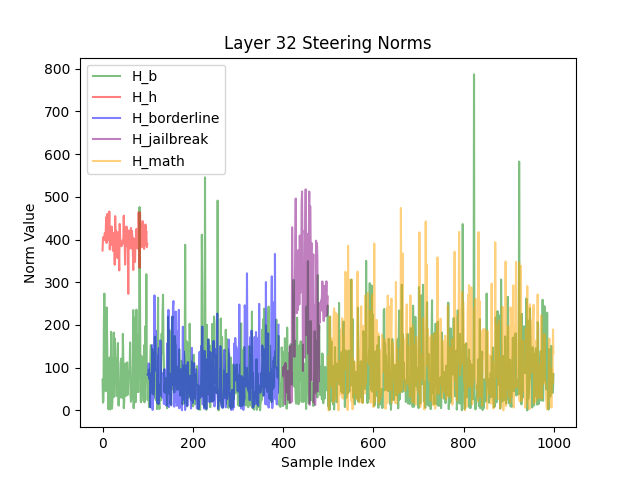 Layer 32 Steering Norms
H_b
H_h
H_borderline
H_jailbreak
H_math
Norm Value
800
700
600
500
400
300
200
100
0
0 200 400 600 800 1000
Sample Index